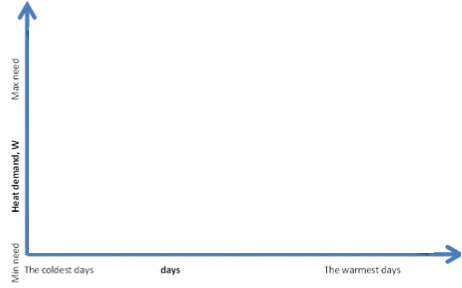 Max need
Heat demand, W
Min need
The coldest days
days
The warmest days